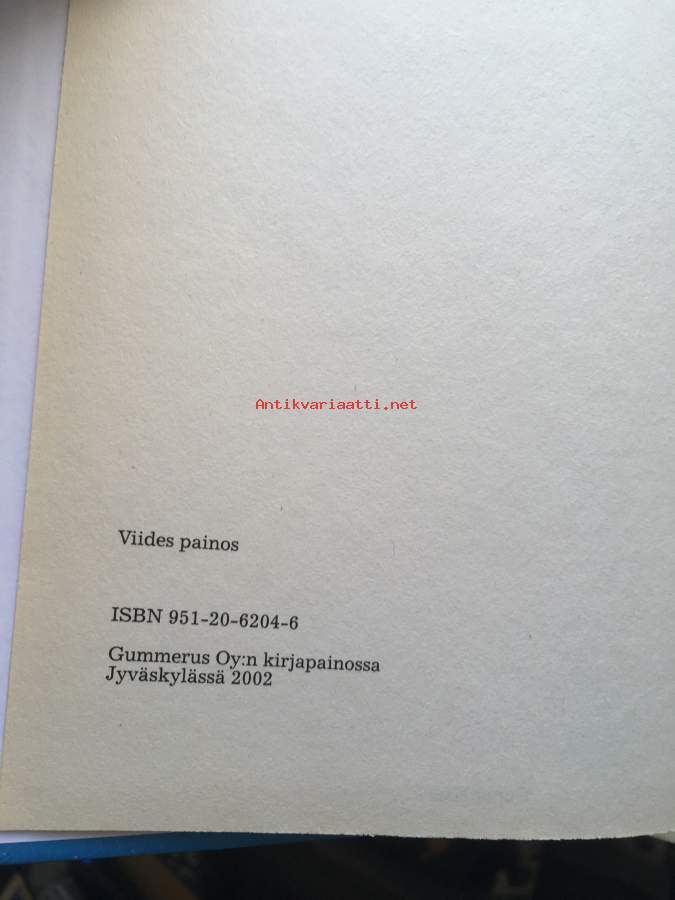 Antikvariaatti.net
Viides painos
ISBN 951-20-6204-6
Gummerus Oy:n kirjapainossa
Jyväskylässä 2002